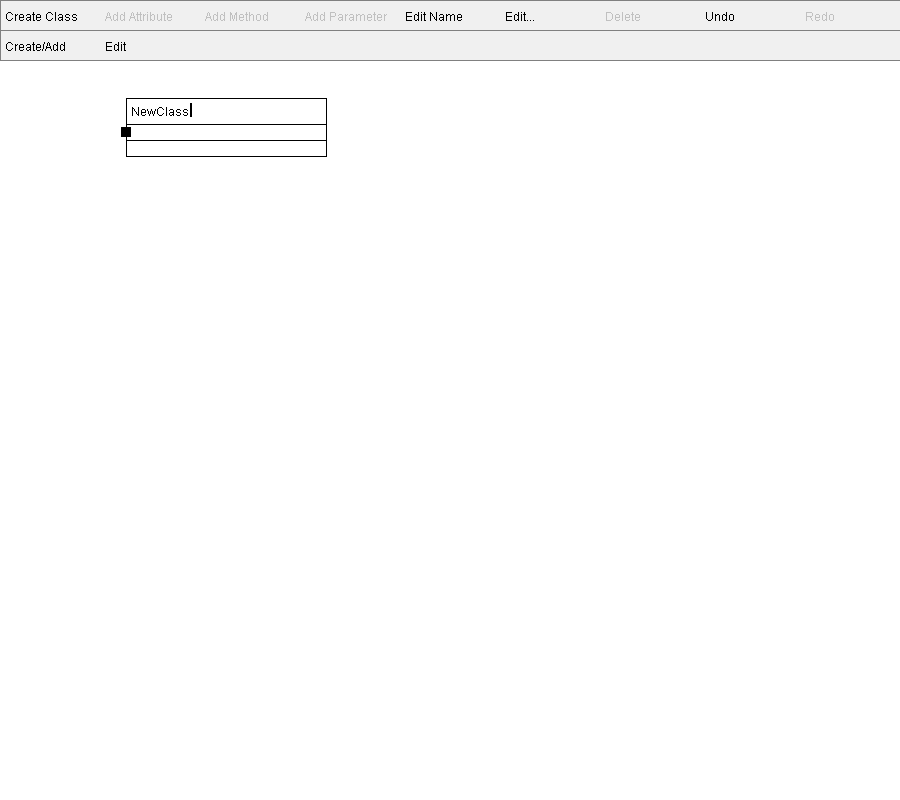 Create Class Add Attribute Add Method Add Parameter Edit Name Edit... Delete Undo Redo
Create/Add Edit
NewClass